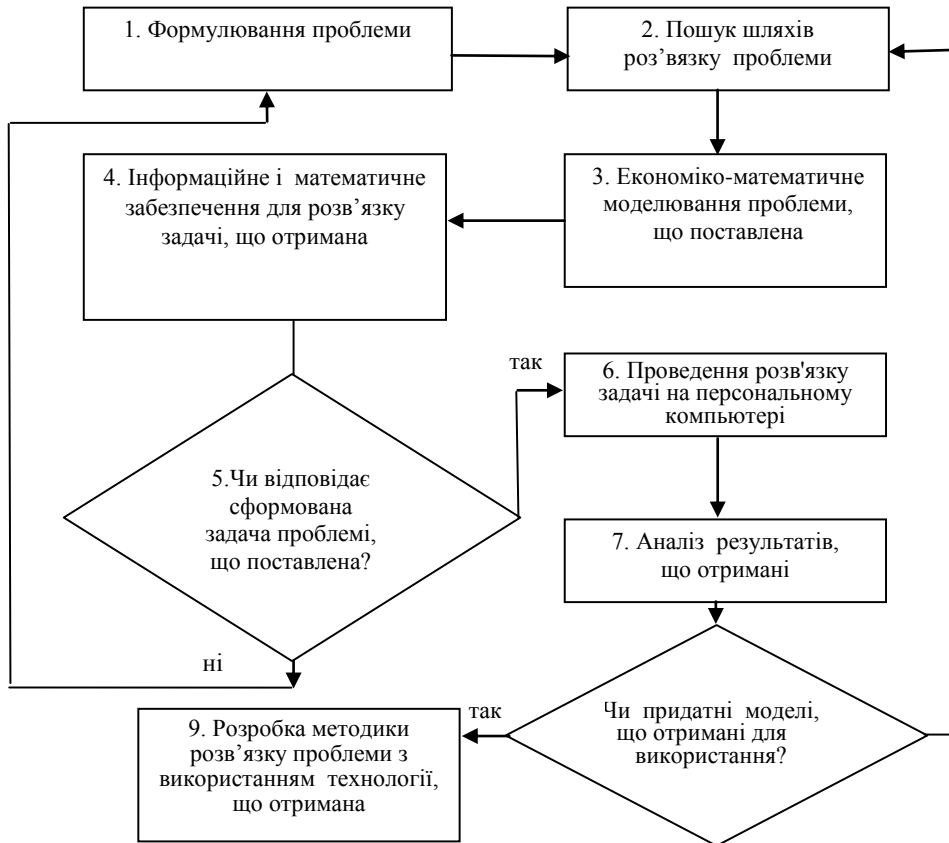 1. Формулювання проблеми
2. Пошук шляхів
роз’вязку проблеми
4. Інформаційне і математичне
забезпечення для розв’язку
задачі, що отримана
3. Економіко-математичне
моделювання проблеми,
що поставлена
так
6. Проведення розв'язку
задачі на персональному
компютері
5.Чи відповідає
сформована
задача проблемі,
що поставлена?
7. Аналіз результатів,
що отримані
ні
9. Розробка методики
розв’язку проблеми з
використанням технології,
що отримана
так
Чи придатні моделі,
що отримані для
використання?